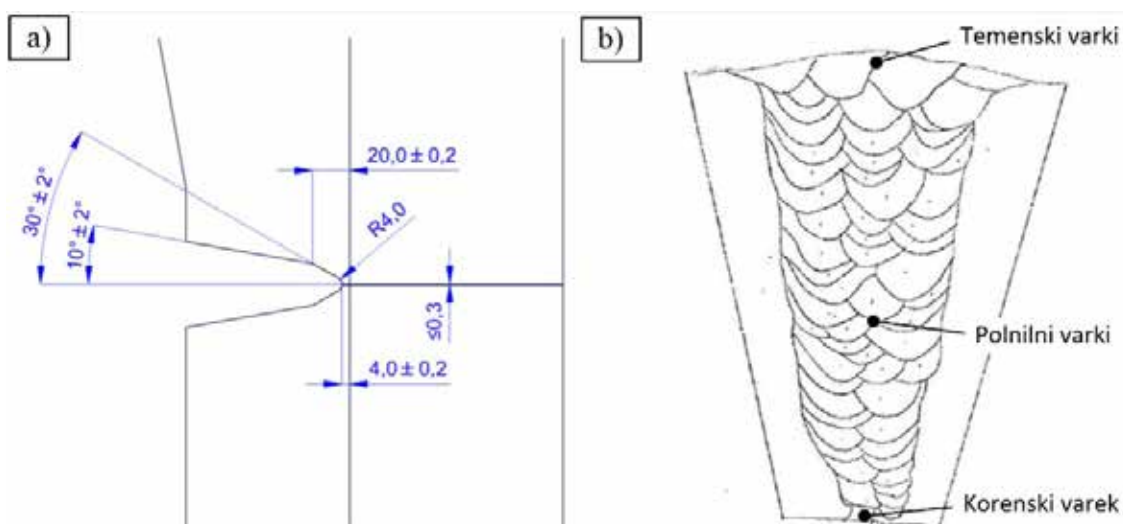 a)
30° ± 2°
10° ± 2°
20,0 ± 0,2
R4,0
≤0,3
4,0 ± 0,2
b)
Temenski varki
Polnilni varki
Korenski varek